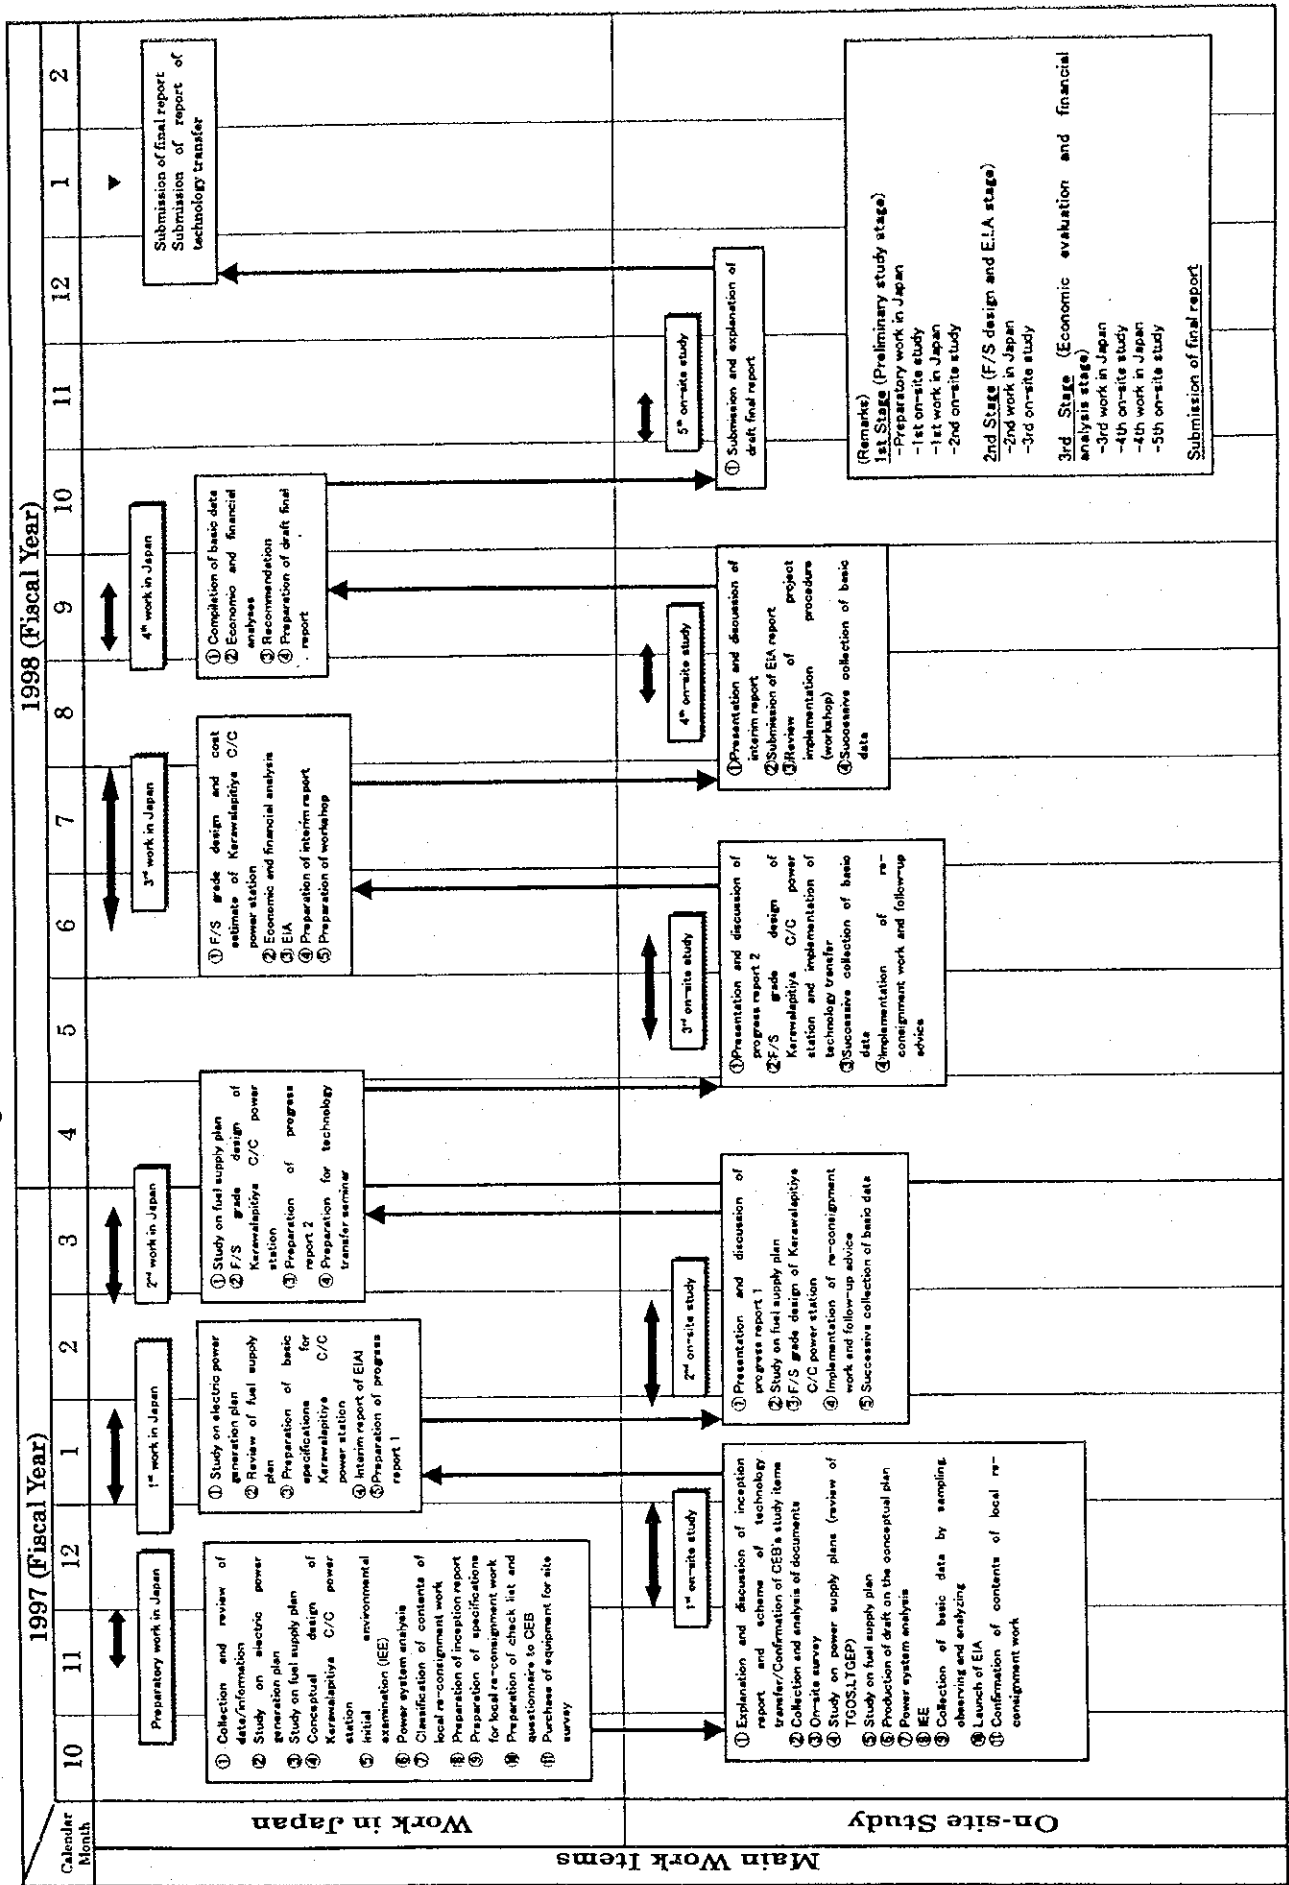 1997 (Fiscal Year)
1998 (Fiscal Year)
Calendar
Month
10
11
12
1
2
3
4
5
6
7
8
9
10
11
12
1
2
Main Work Items
Work in Japan
Preparatory work in Japan
① Collection and review of
data/information
② Study on electric power
generation plan
③ Study on fuel supply plan
④ Conceptual design of
Kerawalapitiya C/C power
station
⑤ Initial environmental
examination (IEE)
⑥ Power system analysis
⑦ Classification of contents of
local re-consignment work
⑧ Preparation of inception report
⑨ Preparation of specifications
for local re-consignment work
⑩ Preparation of check list and
questionnaire to CEB
⑪ Purchase of equipment for site
survey
1st work in Japan
① Study on electric power
generation plan
② Review of fuel supply
plan
③ Preparation of basic
specifications for
Kerawalapitiya C/C
power station
④ Interim report of EIA1
⑤ Preparation of progress
report 1
2nd work in Japan
① Study on fuel supply plan
② F/S grade design of
Kerawalapitiya C/C power
station
③ Preparation of progress
report 2
④ Preparation for technology
transfer seminar
3rd work in Japan
① F/S grade design and cost
estimate of Kerawalapitiya C/C
power station
② Economic and financial analysis
③ EIA
④ Preparation of interim report
⑤ Preparation of workshop
4th work in Japan
① Compilation of basic data
② Economic and financial
analyses
③ Recommendation
④ Preparation of draft final
report
Submission of final report
Submission of report of
technology transfer
On-site Study
1st on-site study
① Explanation and discussion of inception
report and scheme of technology
transfer/Confirmation of CEB's study items
② Collection and analysis of documents
③ On-site survey
④ Study on power supply plans (review of
TGOS,LTGEP)
⑤ Study on fuel supply plan
⑥ Production of draft on the conceptual plan
⑦ Power system analysis
⑧ IEE
⑨ Collection of basic data by sampling,
observing and analyzing
⑩ Launch of EIA
⑪ Confirmation of contents of local re-
consignment work
2nd on-site study
① Presentation and discussion of
progress report 1
② Study on fuel supply plan
③ F/S grade design of Kerawalapitiya
C/C power station
④ Implementation of re-consignment
work and follow-up advice
⑤ Successive collection of basic data
3rd on-site study
① Presentation and discussion of
progress report 2
② F/S grade design of
Kerawalapitiya C/C power
station and implementation of
technology transfer
③ Successive collection of basic
data
④ Implementation of re-
consignment work and follow-up
advice
4th on-site study
① Presentation and discussion of
interim report
② Submission of EIA report
③ Review of project
implementation procedure
(workshop)
④ Successive collection of basic
data
5th on-site study
① Submission and explanation of
draft final report
(Remarks)
1st Stage (Preliminary study stage)
-Preparatory work in Japan
-1st on-site study
-1st work in Japan
-2nd on-site study
2nd Stage (F/S design and E.I.A stage)
-2nd work in Japan
-3rd on-site study
3rd Stage (Economic evaluation and financial
analysis stage)
-3rd work in Japan
-4th on-site study
-4th work in Japan
-5th on-site study
Submission of final report